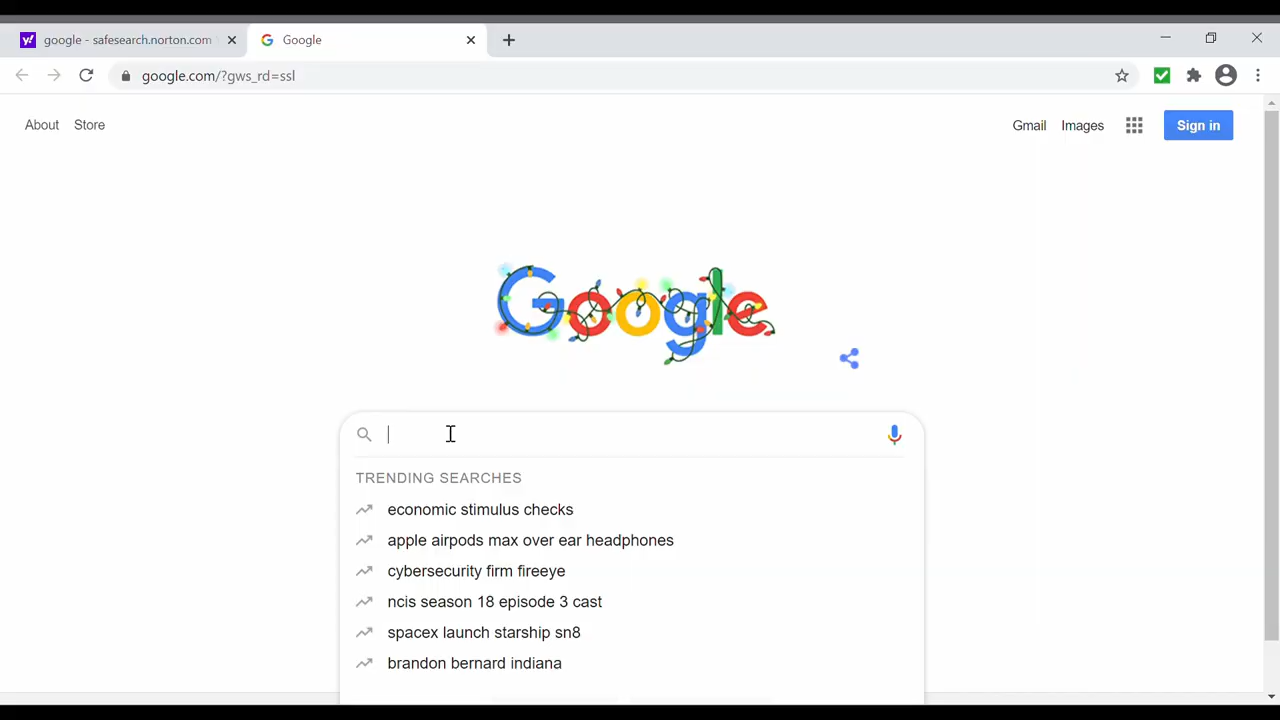 google - safesearch.norton.com
Google
google.com/?gws_rd=ssl
About Store
Gmail Images Sign in
Google
TRENDING SEARCHES
economic stimulus checks
apple airpods max over ear headphones
cybersecurity firm fireeye
ncis season 18 episode 3 cast
spacex launch starship sn8
brandon bernard indiana